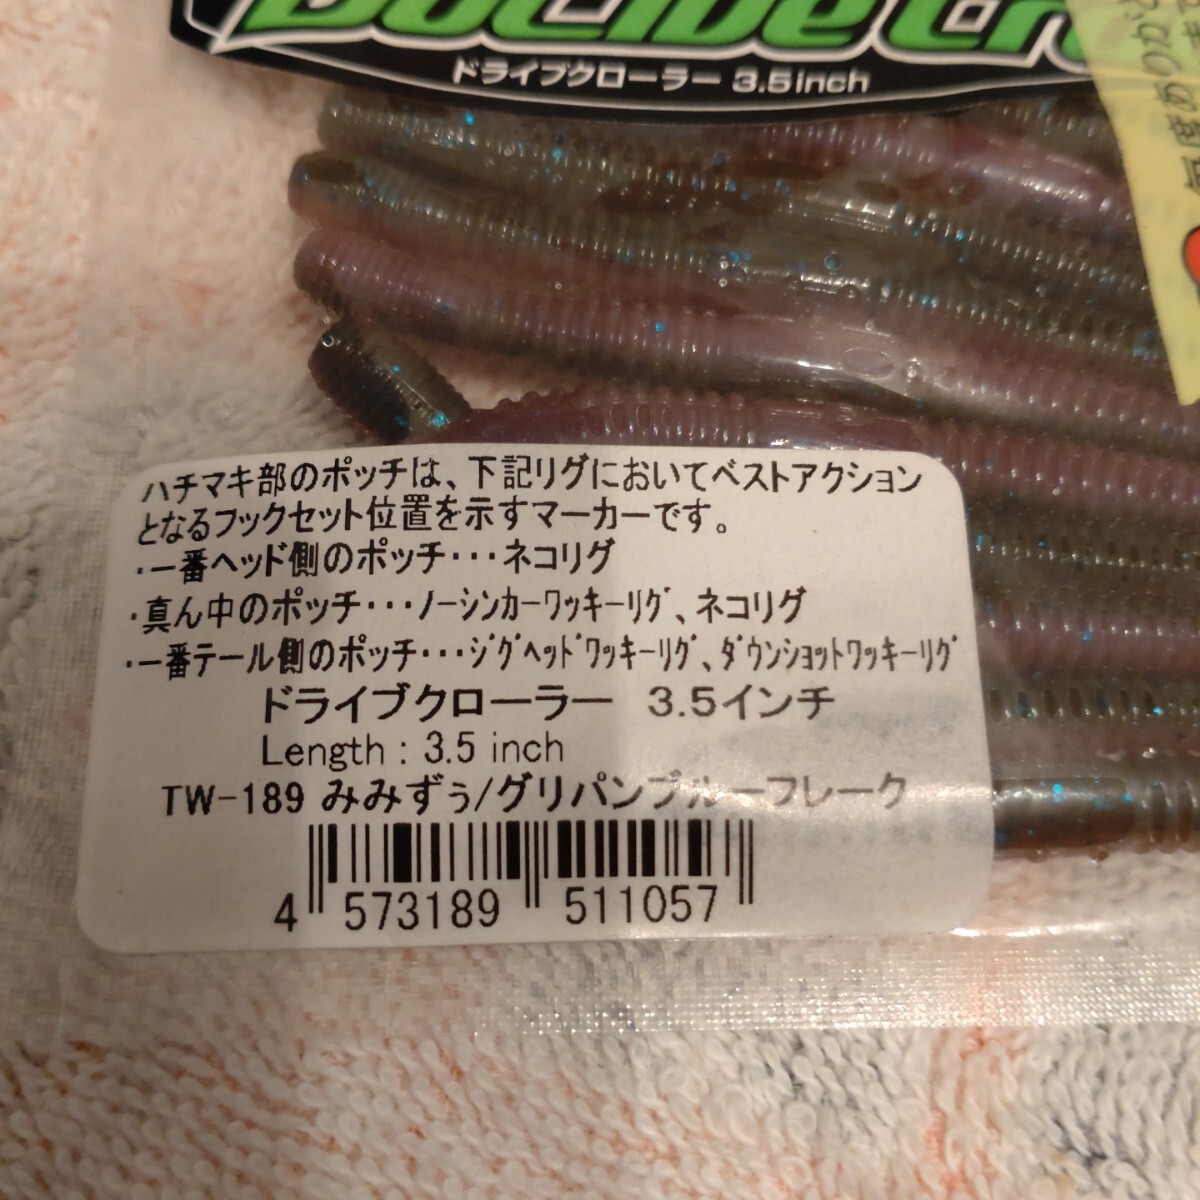 ドライブクローラー 3.5inch
毎度あのがと
ハチマキ部のポッチは、下記リグにおいてベストアクション
となるフックセット位置を示すマーカーです。
・一番ヘッド側のポッチ･･･ネコリグ
・真ん中のポッチ･･･ﾉｰｼﾝｶｰﾜｯｷｰﾘｸﾞ、ネコリグ
・一番テール側のポッチ･･･ｼﾞｸﾞﾍｯﾄﾞﾜｯｷｰﾘｸﾞ、ﾀﾞｳﾝｼｮｯﾄﾜｯｷｰﾘｸﾞ
ドライブクローラー 3.5インチ
Length : 3.5 inch
TW-189 みみずぅ/グリパンブルーフレーク
4 573189 511057